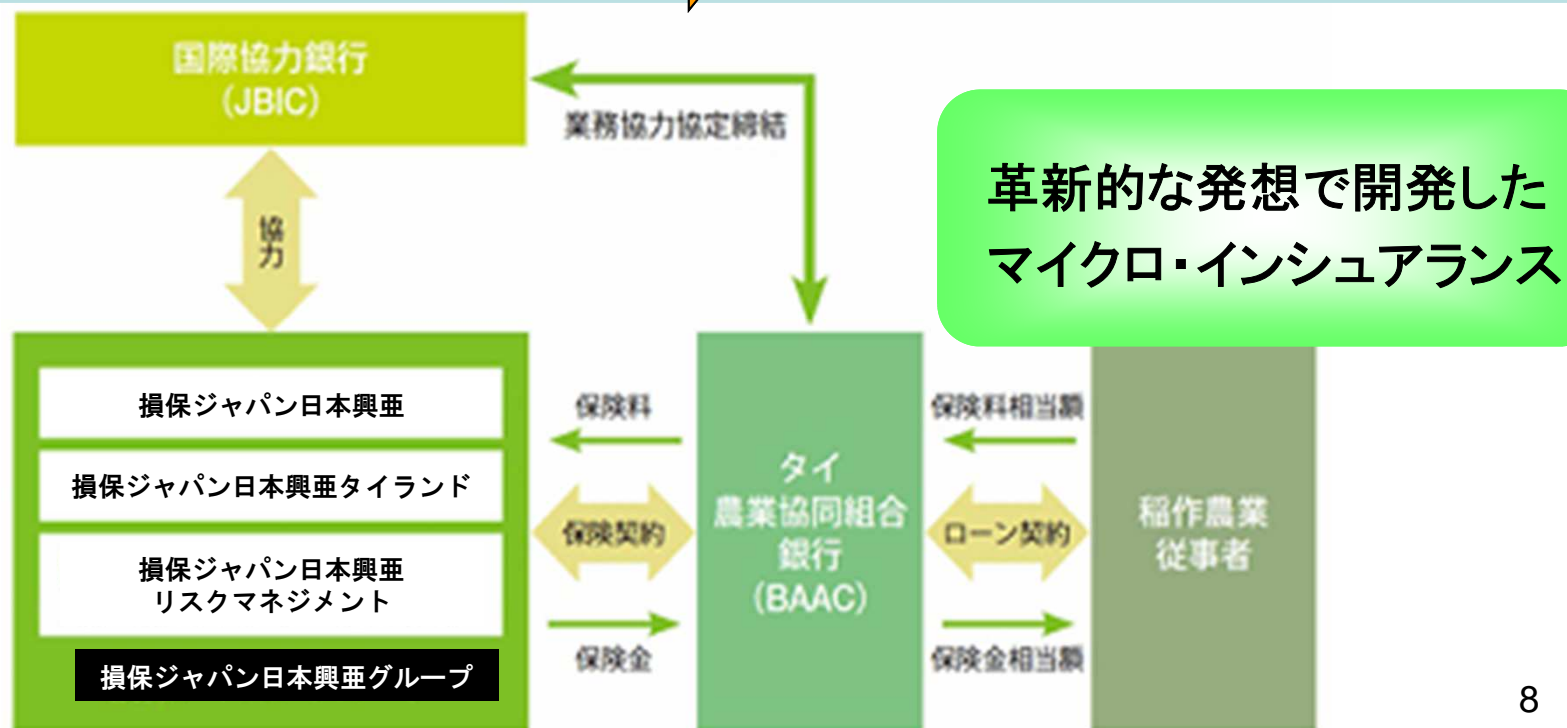 国際協力銀行
(JBIC)
業務協力協定締結
革新的な発想で開発した
マイクロ・インシュアランス
協力
損保ジャパン日本興亜
損保ジャパン日本興亜タイランド
損保ジャパン日本興亜
リスクマネジメント
損保ジャパン日本興亜グループ
保険料
保険契約
保険金
タイ
農業協同組合
銀行
(BAAC)
保険料相当額
ローン契約
保険金相当額
稲作農業
従事者
8